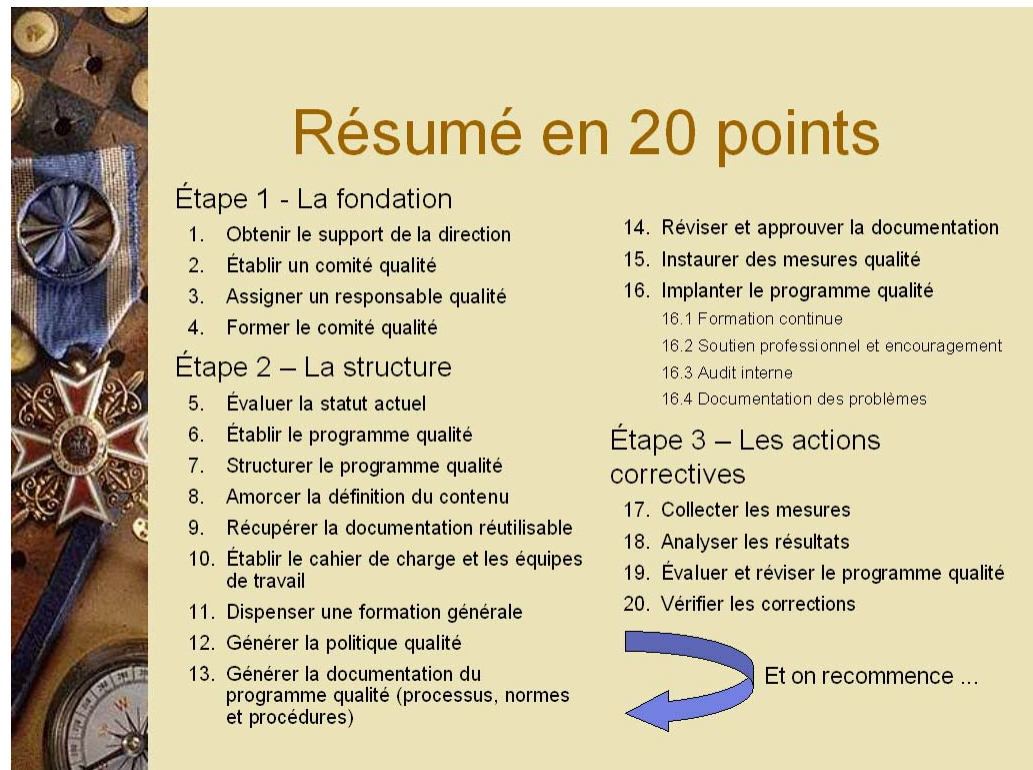 Résumé en 20 points
Étape 1 - La fondation
1. Obtenir le support de la direction
2. Établir un comité qualité
3. Assigner un responsable qualité
4. Former le comité qualité
Étape 2 – La structure
5. Évaluer la statut actuel
6. Établir le programme qualité
7. Structurer le programme qualité
8. Amorcer la définition du contenu
9. Récupérer la documentation réutilisable
10. Établir le cahier de charge et les équipes
de travail
11. Dispenser une formation générale
12. Générer la politique qualité
13. Générer la documentation du
programme qualité (processus, normes
et procédures)
14. Réviser et approuver la documentation
15. Instaurer des mesures qualité
16. Implanter le programme qualité
16.1 Formation continue
16.2 Soutien professionnel et encouragement
16.3 Audit interne
16.4 Documentation des problèmes
Étape 3 – Les actions
correctives
17. Collecter les mesures
18. Analyser les résultats
19. Évaluer et réviser le programme qualité
20. Vérifier les corrections
Et on recommence ...